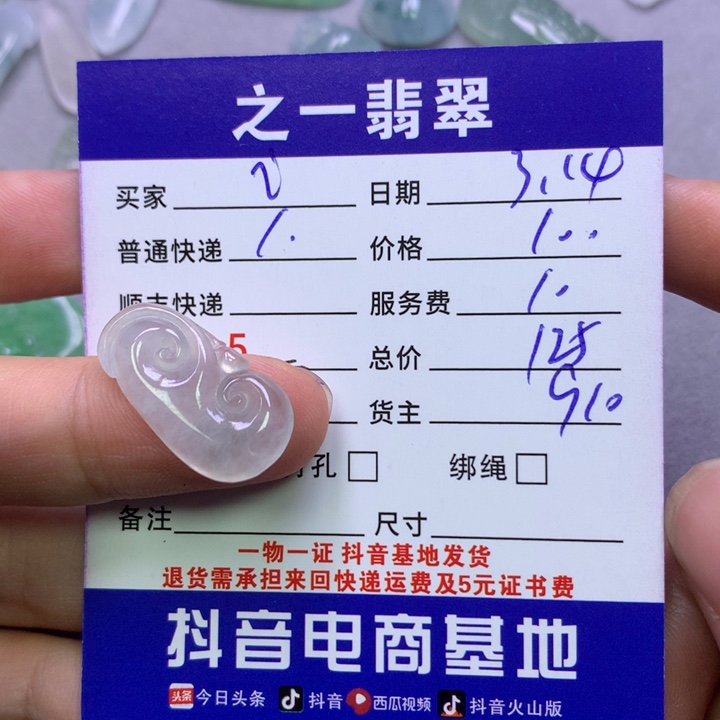 之一翡翠
买家 V 日期 3.14
普通快递 1. 价格 100
顺丰快递 服务费 10
5 总价 125
货主 G10
孔□ 绑绳□
备注 尺寸
一物一证 抖音基地发货
退货需承担来回快递运费及5元证书费
抖音电商基地
头条 今日头条 抖音 西瓜视频 抖音火山版